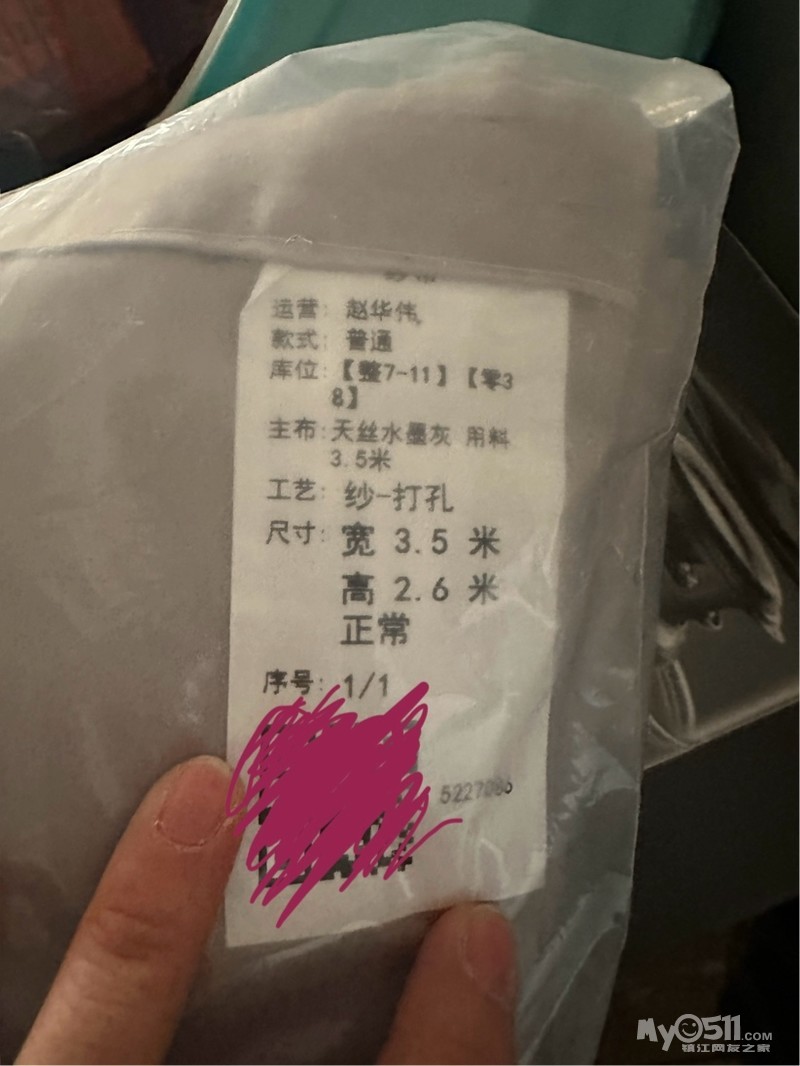 运营: 赵华伟
款式: 普通
库位:【整7-11】【零3
8】
主布:天丝水墨灰 用料
3.5米
工艺: 纱-打孔
尺寸: 宽 3.5 米
高 2.6 米
正常
序号: 1/1
5227086
My0511.COM
镇江网友之家